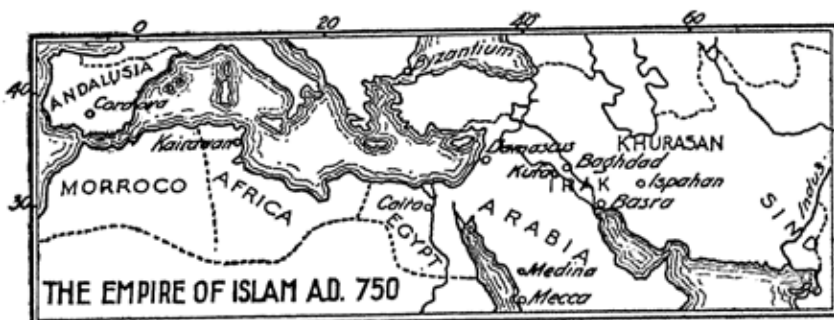 0 20 40 60
40
30
ANDALUSIA
Cordova
Byzantium
Kairawan
Damascus
KHURASAN
Baghdad
Kufa
IRAK
Ispahan
Basra
MORROCO
AFRICA
Cairo
EGYPT
ARABIA
SIND
Indus
Medina
Mecca
THE EMPIRE OF ISLAM A.D. 750